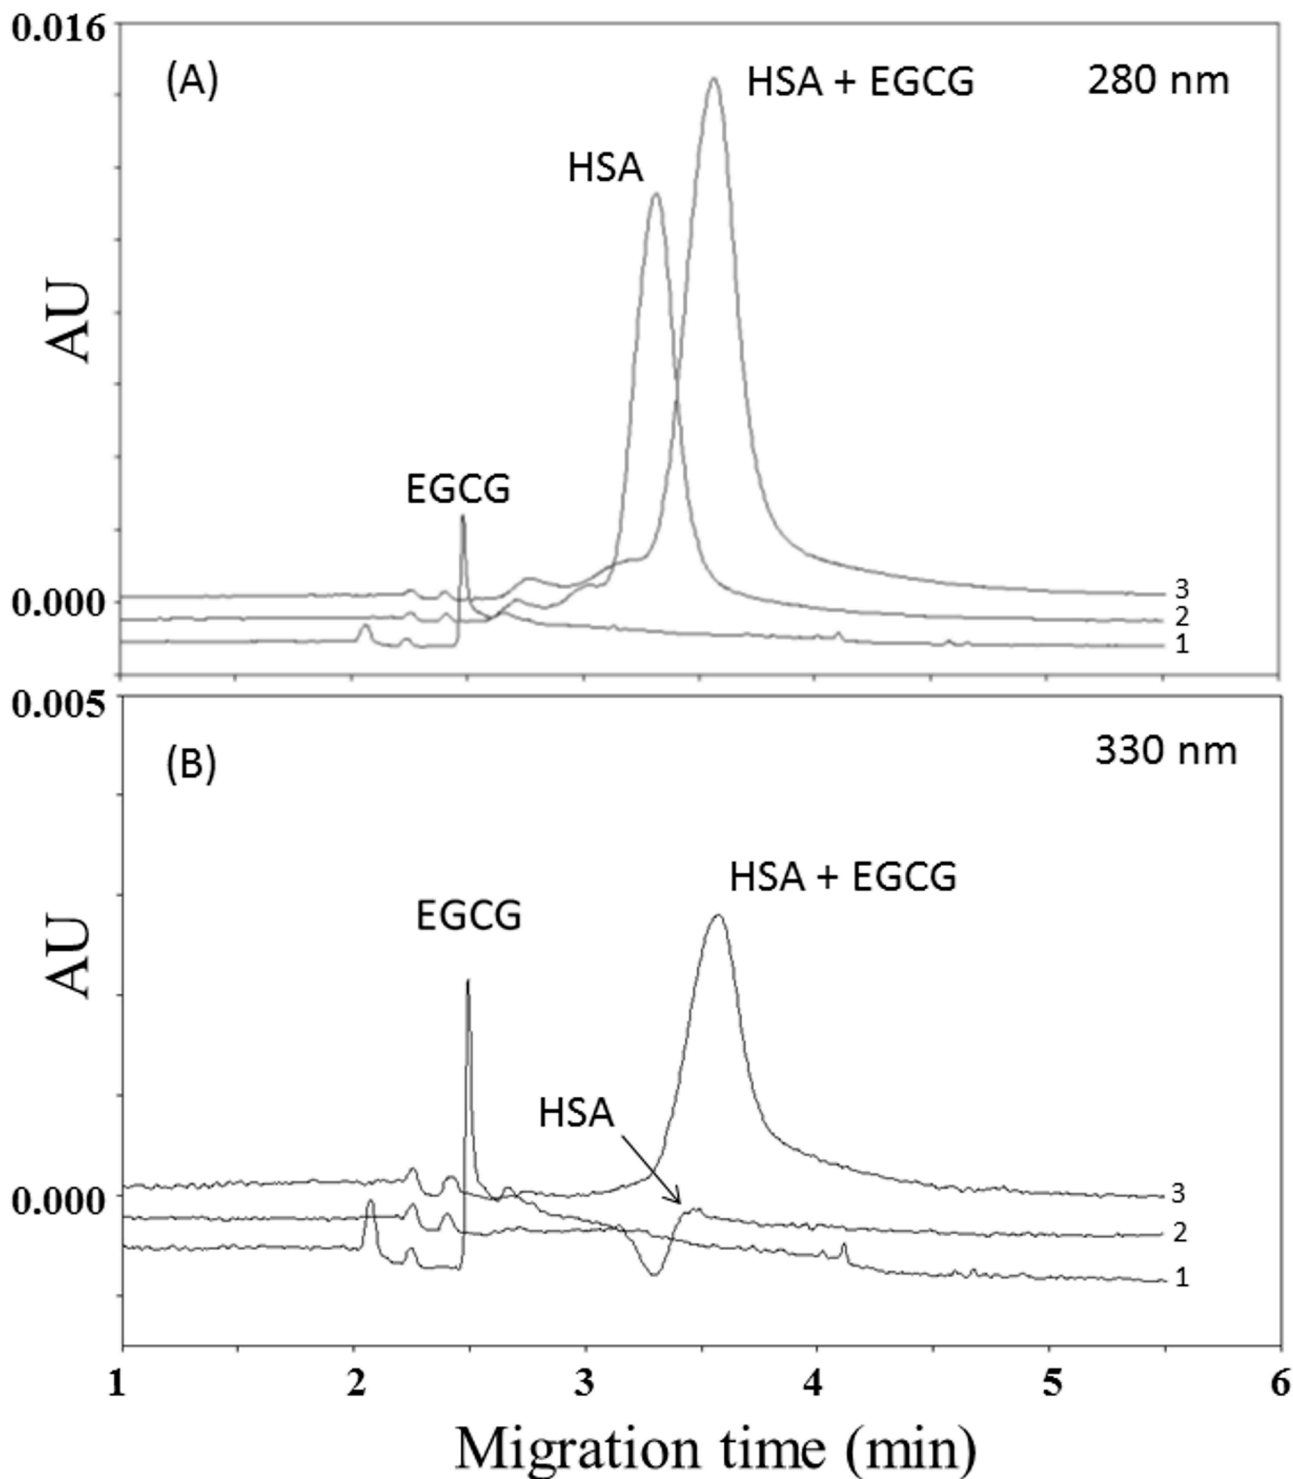 0.016
(A)
HSA + EGCG
280 nm
HSA
AU
EGCG
0.000
3
2
1
0.005
(B)
330 nm
HSA + EGCG
EGCG
AU
HSA
0.000
3
2
1
1 2 3 4 5 6
Migration time (min)